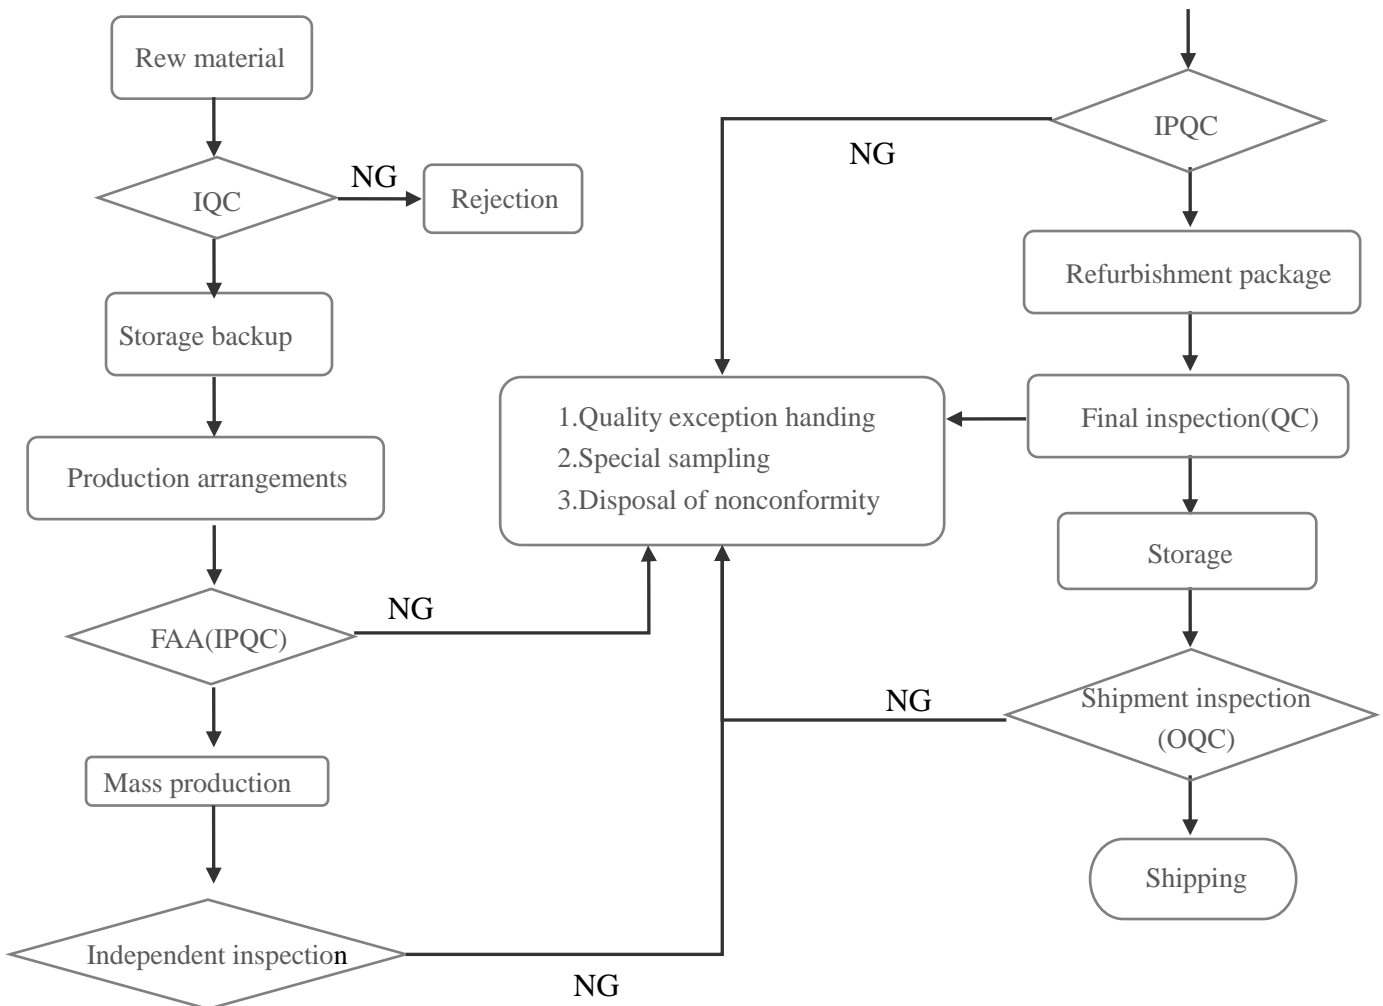 Rew material
IQC
NG
Rejection
Storage backup
Production arrangements
FAA(IPQC)
NG
Mass production
Independent inspection
NG
1.Quality exception handing
2.Special sampling
3.Disposal of nonconformity
IPQC
NG
Refurbishment package
Final inspection(QC)
Storage
Shipment inspection
(OQC)
NG
Shipping